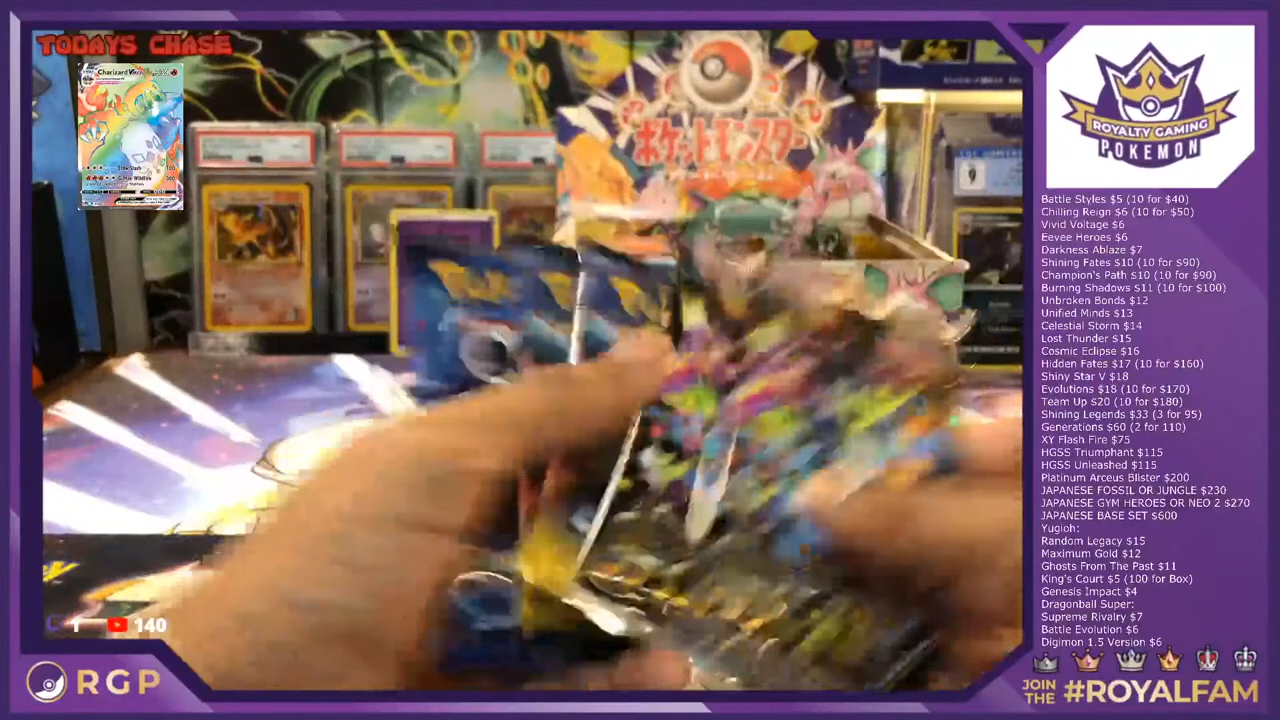 TODAYS CHASE
Charizard VMAX
Claw Slash 100
G-Max Wildfire 300
ポケットモンスター
ROYALTY GAMING
POKEMON
Battle Styles $5 (10 for $40)
Chilling Reign $6 (10 for $50)
Vivid Voltage $6
Eevee Heroes $6
Darkness Ablaze $7
Shining Fates $10 (10 for $90)
Champion's Path $10 (10 for $90)
Burning Shadows $11 (10 for $100)
Unbroken Bonds $12
Unified Minds $13
Celestial Storm $14
Lost Thunder $15
Cosmic Eclipse $16
Hidden Fates $17 (10 for $160)
Shiny Star V $18
Evolutions $18 (10 for $170)
Team Up $20 (10 for $180)
Shining Legends $33 (3 for 95)
Generations $60 (2 for 110)
XY Flash Fire $75
HGSS Triumphant $115
HGSS Unleashed $115
Platinum Arceus Blister $200
JAPANESE FOSSIL OR JUNGLE $230
JAPANESE GYM HEROES OR NEO 2 $270
JAPANESE BASE SET $600
Yugioh:
Random Legacy $15
Maximum Gold $12
Ghosts From The Past $11
King's Court $5 (100 for Box)
Genesis Impact $4
Dragonball Super:
Supreme Rivalry $7
Battle Evolution $6
Digimon 1.5 Version $6
1 140
RGP
JOIN THE #ROYALFAM